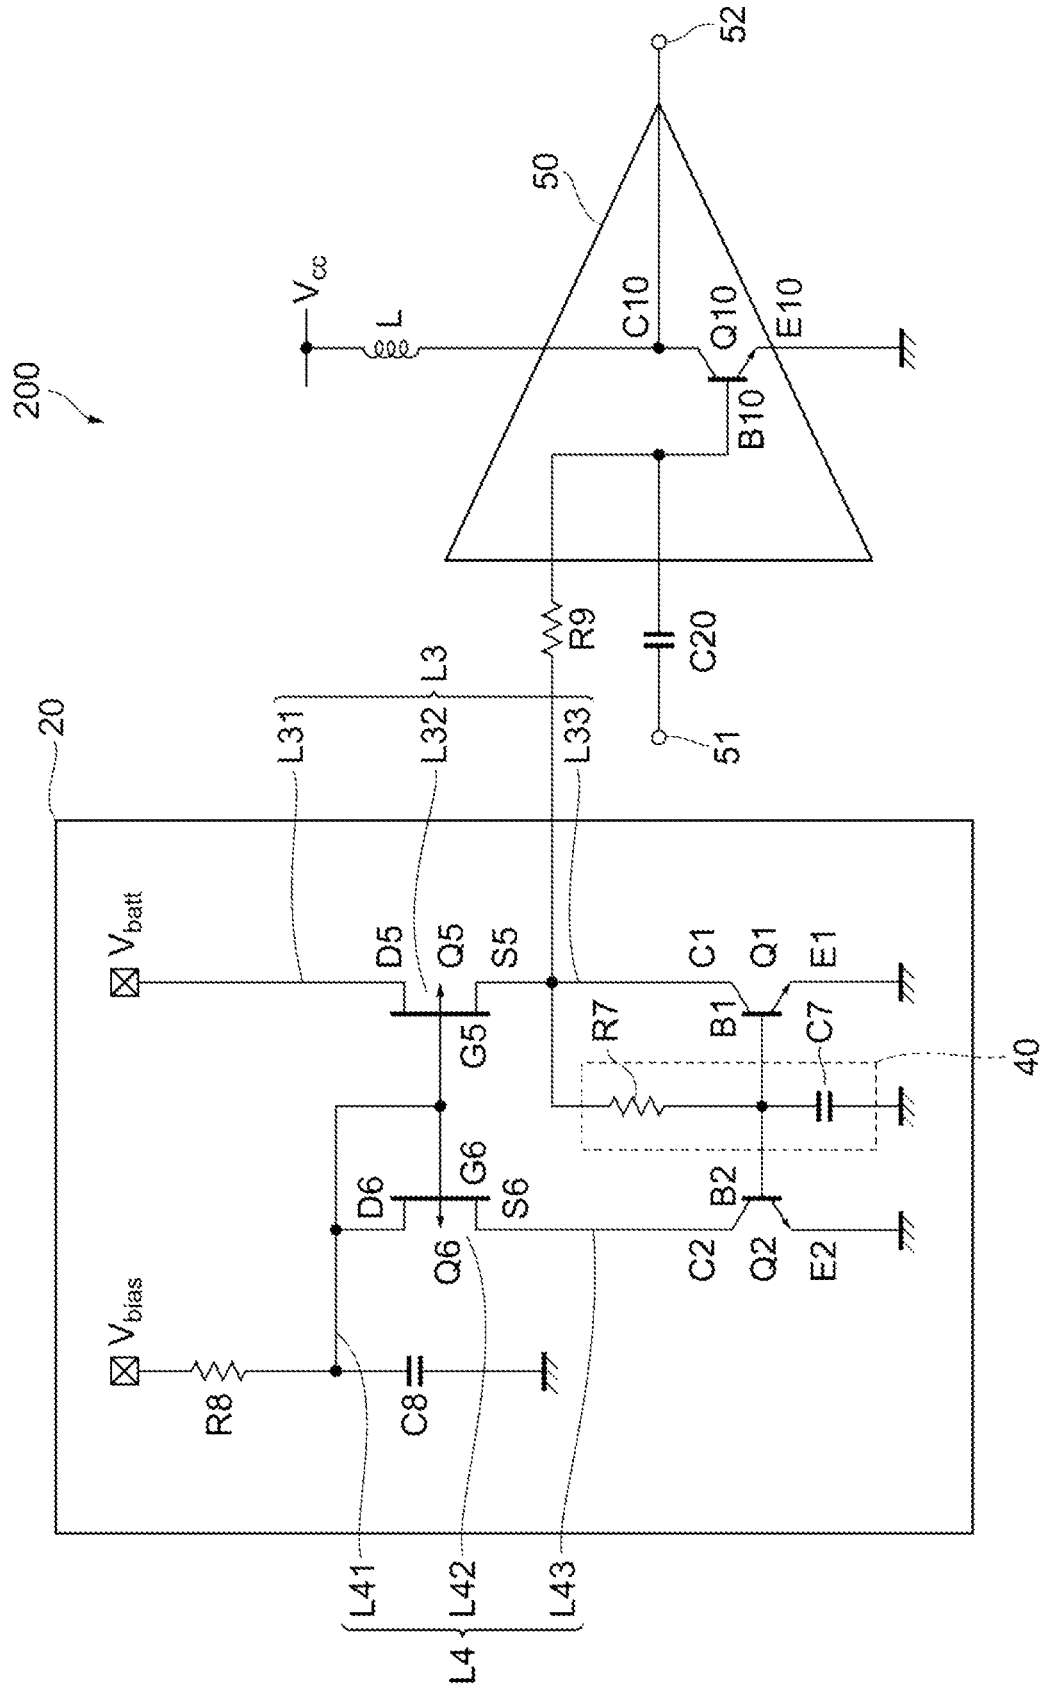 200
20
50
52
51
40
Vcc
L
C10
Q10
E10
B10
R9
C20
L3
L31
L32
L33
Vbatt
D5
Q5
S5
G5
C1
Q1
E1
B1
R7
C7
Vbias
D6
G6
S6
Q6
B2
C2
Q2
E2
R8
C8
L41
L42
L43
L4